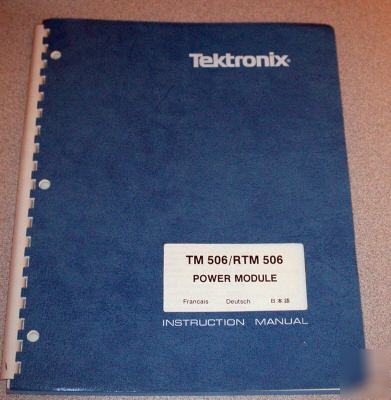 Tektronix
TM 506/RTM 506
POWER MODULE
Francais Deutsch 日本語
INSTRUCTION MANUAL